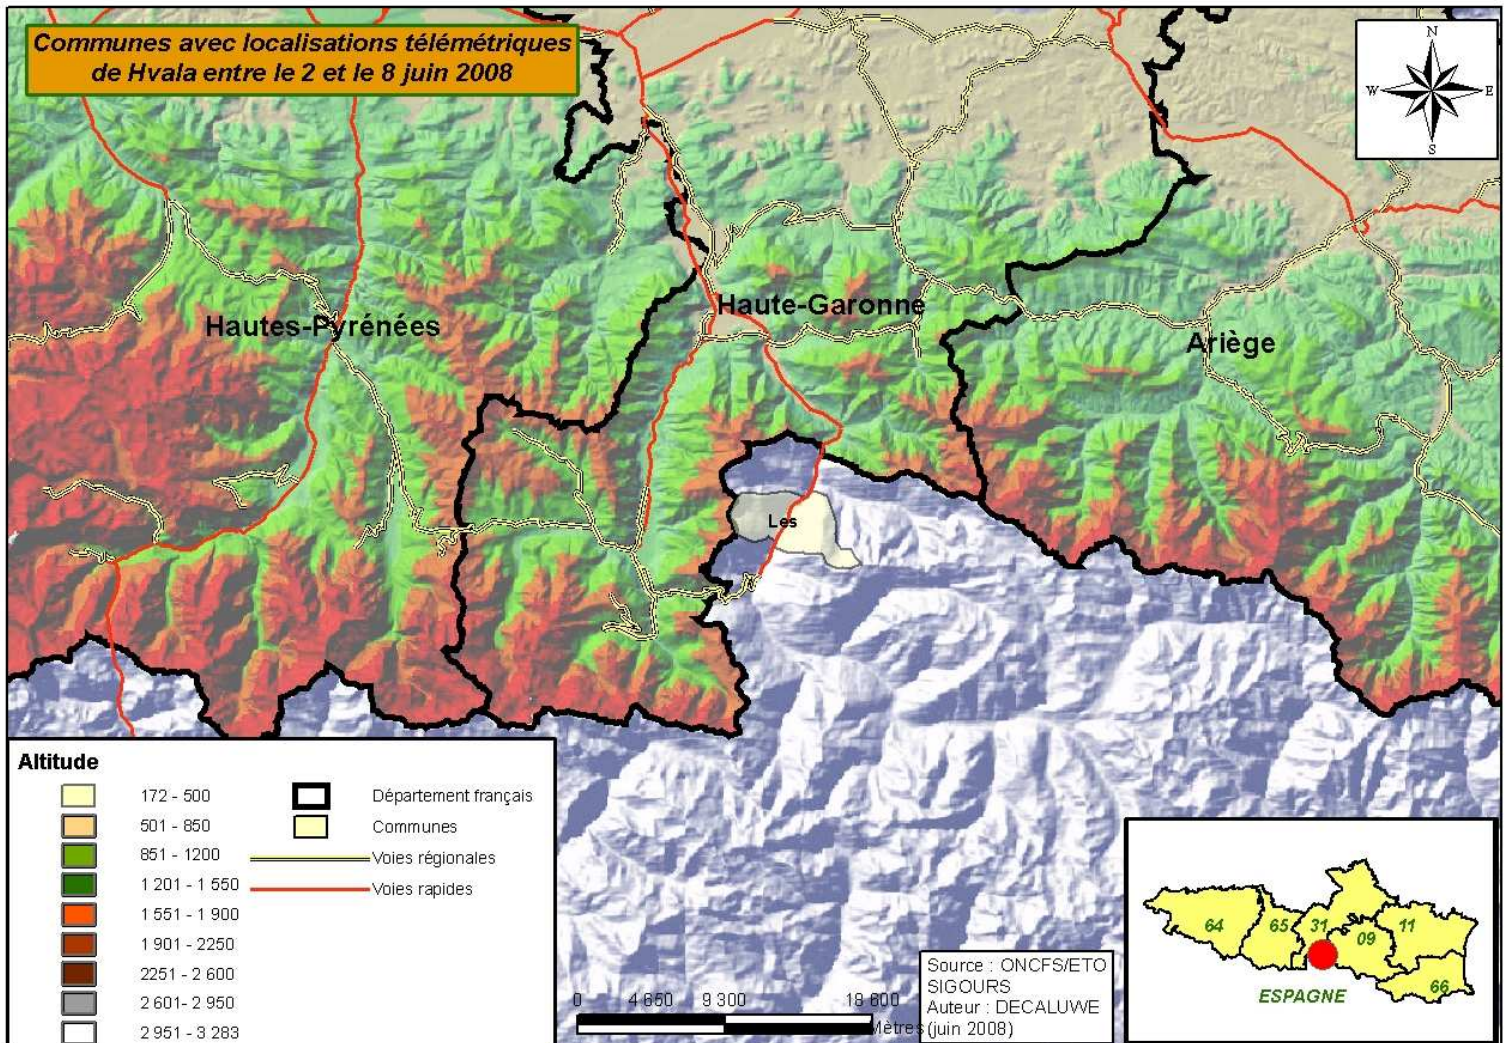 Communes avec localisations télémétriques
de Hvala entre le 2 et le 8 juin 2008
N
W
E
S
Hautes-Pyrénées
Haute-Garonne
Ariège
Les
Altitude
172 - 500
501 - 850
851 - 1200
1 201 - 1 550
1 551 - 1 900
1 901 - 2250
2251 - 2 600
2 601 - 2 950
2 951 - 3 283
Département français
Communes
Voies régionales
Voies rapides
0 4 650 9 300 18 600
Mètres
Source : ONCFS/ETO
SIGOURS
Auteur : DECALUWE
(juin 2008)
64
65
31
09
11
66
ESPAGNE